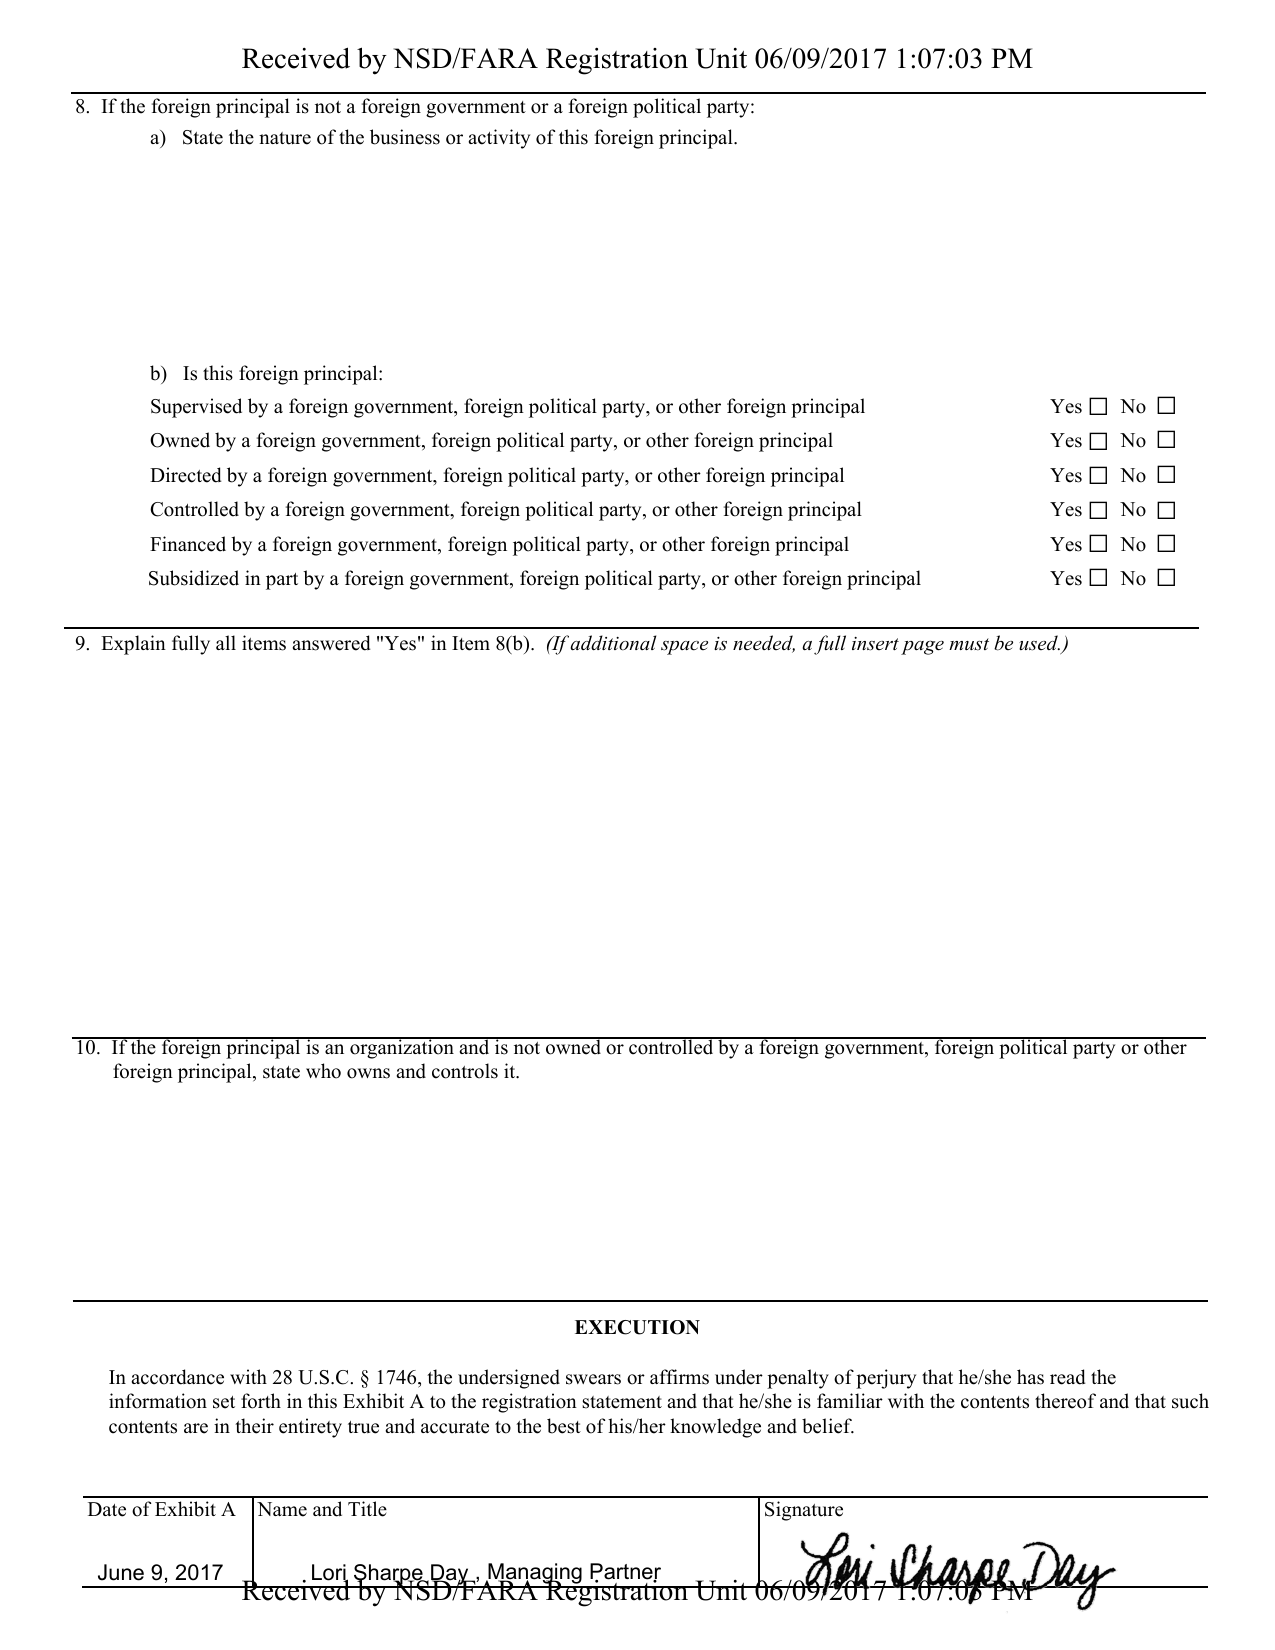 Received by NSD/FARA Registration Unit 06/09/2017 1:07:03 PM
8. If the foreign principal is not a foreign government or a foreign political party:
a) State the nature of the business or activity of this foreign principal.
b) Is this foreign principal:
Supervised by a foreign government, foreign political party, or other foreign principal Yes ☐ No ☐
Owned by a foreign government, foreign political party, or other foreign principal Yes ☐ No ☐
Directed by a foreign government, foreign political party, or other foreign principal Yes ☐ No ☐
Controlled by a foreign government, foreign political party, or other foreign principal Yes ☐ No ☐
Financed by a foreign government, foreign political party, or other foreign principal Yes ☐ No ☐
Subsidized in part by a foreign government, foreign political party, or other foreign principal Yes ☐ No ☐
9. Explain fully all items answered "Yes" in Item 8(b). (If additional space is needed, a full insert page must be used.)
10. If the foreign principal is an organization and is not owned or controlled by a foreign government, foreign political party or other
foreign principal, state who owns and controls it.
EXECUTION
In accordance with 28 U.S.C. § 1746, the undersigned swears or affirms under penalty of perjury that he/she has read the
information set forth in this Exhibit A to the registration statement and that he/she is familiar with the contents thereof and that such
contents are in their entirety true and accurate to the best of his/her knowledge and belief.
Date of Exhibit A Name and Title Signature
June 9, 2017 Lori Sharpe Day , Managing Partner Lori Sharpe Day
Received by NSD/FARA Registration Unit 06/09/2017 1:07:03 PM